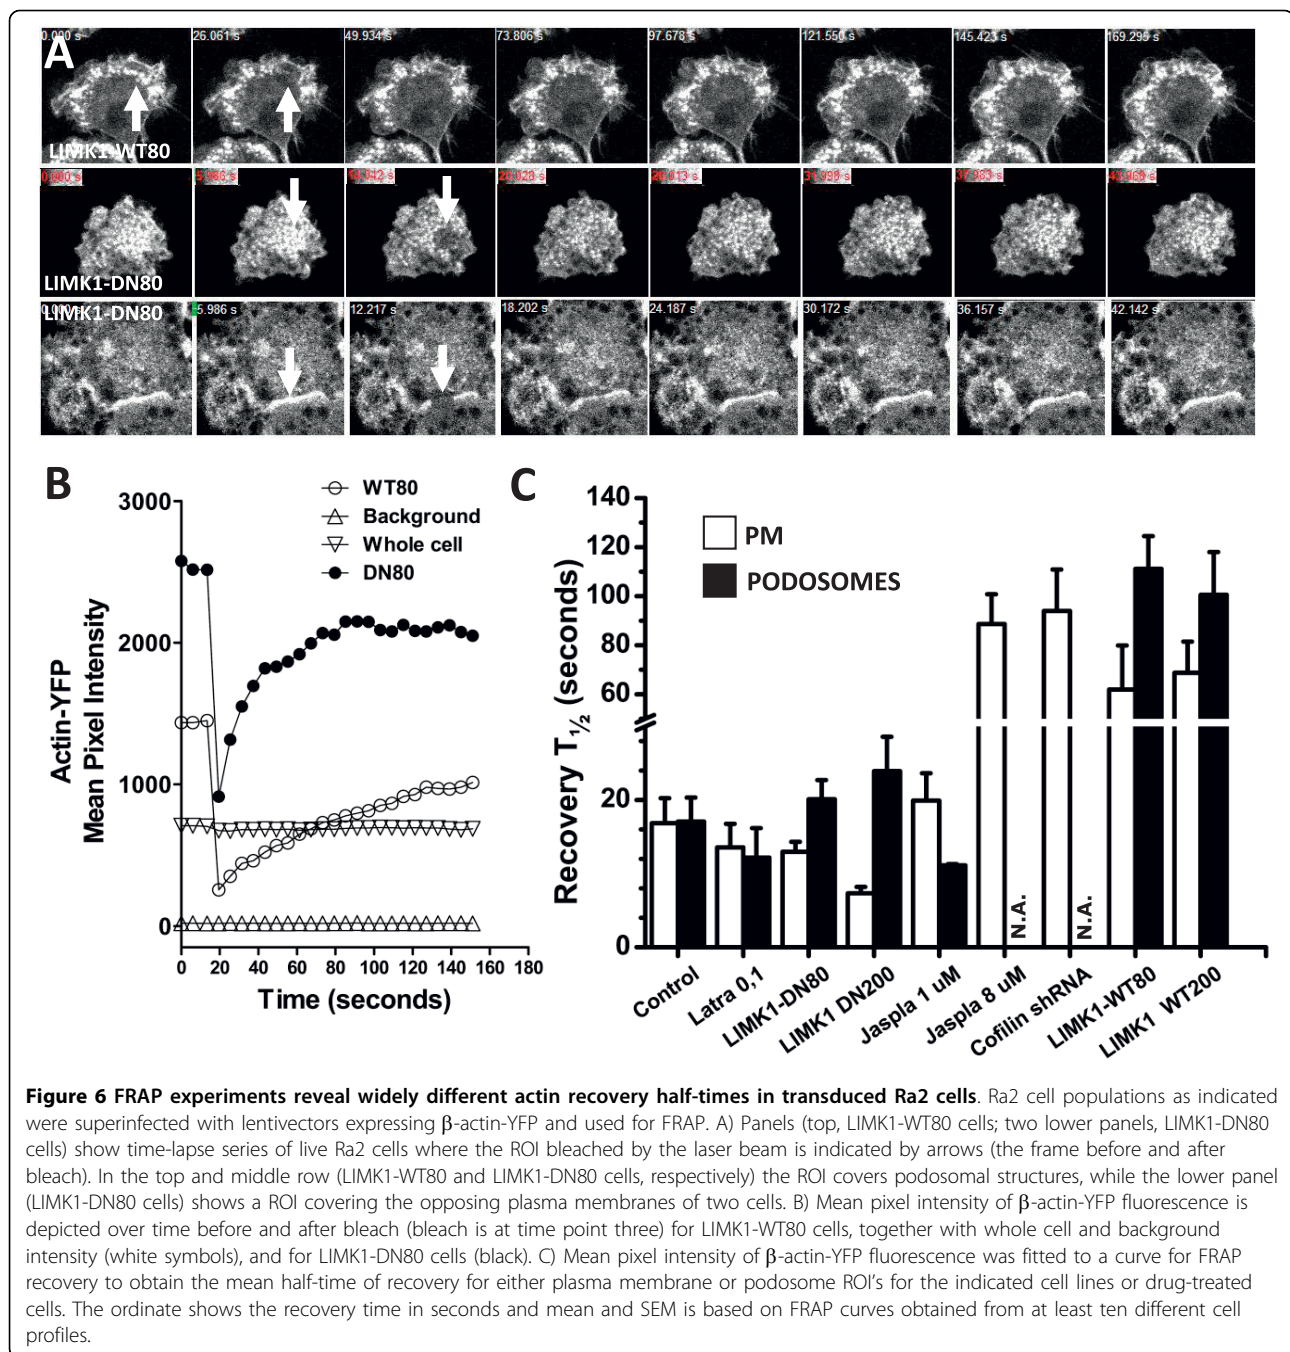 A
0.000 s
26.061 s
49.934 s
73.806 s
97.678 s
121.550 s
145.423 s
169.295 s
LIMK1-WT80
0.000 s
5.986 s
20.028 s
LIMK1-DN80
LIMK1-DN80
0.000 s
5.986 s
12.217 s
18.202 s
24.187 s
30.172 s
36.157 s
42.142 s
B
WT80
Background
Whole cell
DN80
Actin-YFP
Mean Pixel Intensity
3000
2000
1000
0
0 20 40 60 80 100 120 140 160 180
Time (seconds)
C
PM
PODOSOMES
Recovery T½ (seconds)
140
120
100
80
60
20
0
N.A.
N.A.
Control
Latra 0,1
LIMK1-DN80
LIMK1 DN200
Jaspla 1 uM
Jaspla 8 uM
Cofilin shRNA
LIMK1-WT80
LIMK1 WT200
Figure 6 FRAP experiments reveal widely different actin recovery half-times in transduced Ra2 cells. Ra2 cell populations as indicated
were superinfected with lentivectors expressing β-actin-YFP and used for FRAP. A) Panels (top, LIMK1-WT80 cells; two lower panels, LIMK1-DN80
cells) show time-lapse series of live Ra2 cells where the ROI bleached by the laser beam is indicated by arrows (the frame before and after
bleach). In the top and middle row (LIMK1-WT80 and LIMK1-DN80 cells, respectively) the ROI covers podosomal structures, while the lower panel
(LIMK1-DN80 cells) shows a ROI covering the opposing plasma membranes of two cells. B) Mean pixel intensity of β-actin-YFP fluorescence is
depicted over time before and after bleach (bleach is at time point three) for LIMK1-WT80 cells, together with whole cell and background
intensity (white symbols), and for LIMK1-DN80 cells (black). C) Mean pixel intensity of β-actin-YFP fluorescence was fitted to a curve for FRAP
recovery to obtain the mean half-time of recovery for either plasma membrane or podosome ROI's for the indicated cell lines or drug-treated
cells. The ordinate shows the recovery time in seconds and mean and SEM is based on FRAP curves obtained from at least ten different cell
profiles.